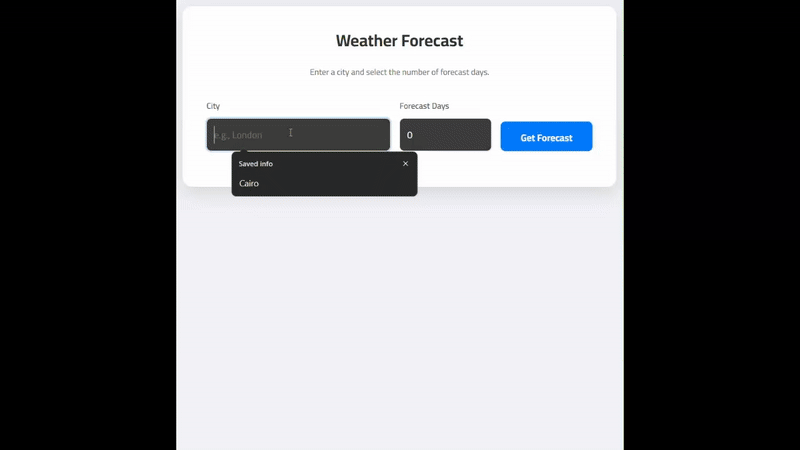 Weather Forecast
Enter a city and select the number of forecast days.
City
Forecast Days
e.g., London
0
Get Forecast
Saved info
Cairo